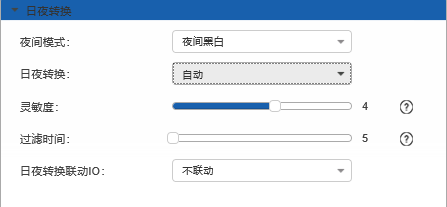 日夜转换
夜间模式： 夜间黑白
日夜转换： 自动
灵敏度： 4 ?
过滤时间： 5 ?
日夜转换联动IO： 不联动